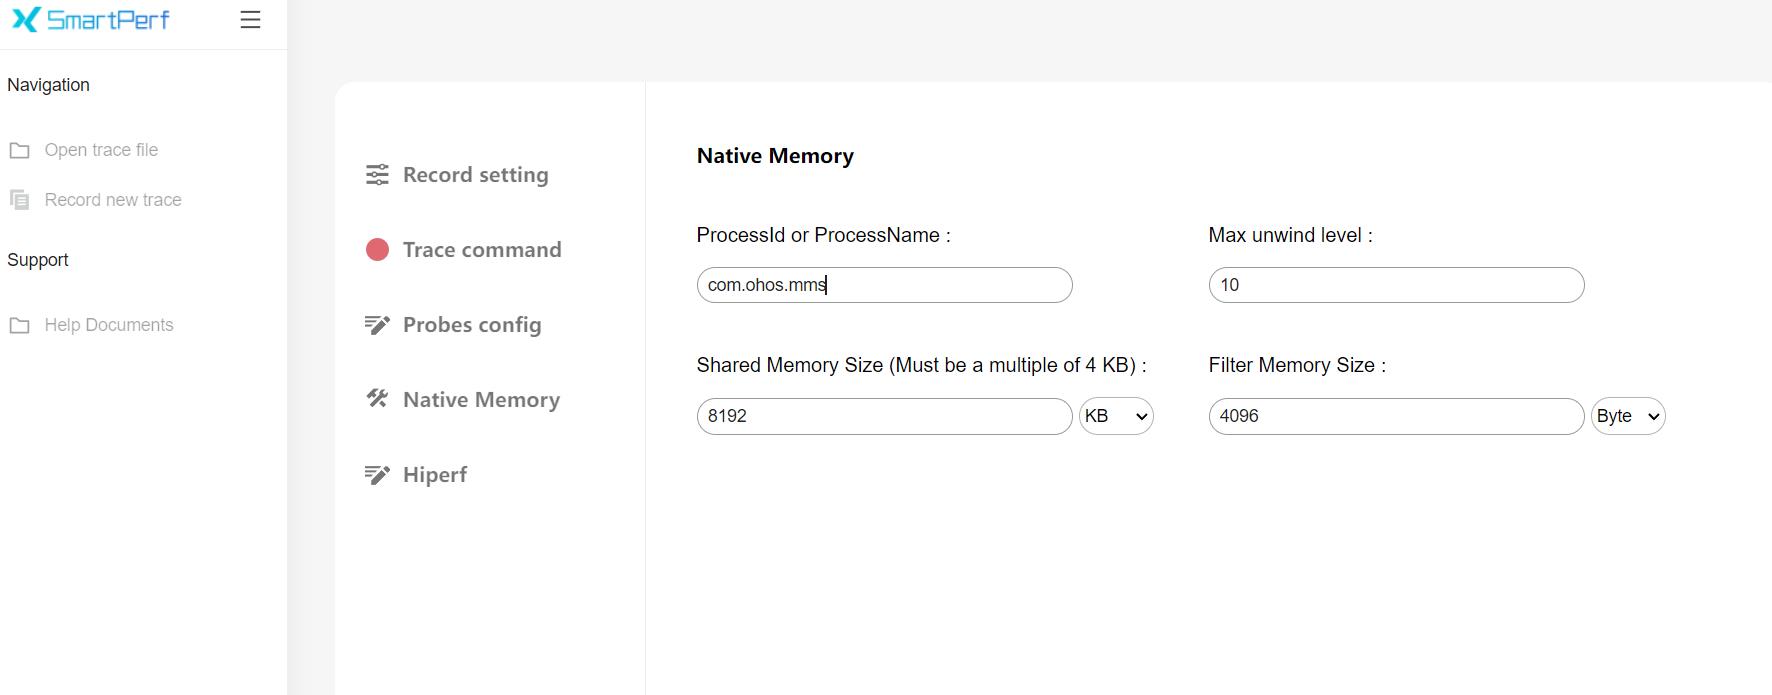 SmartPerf
Navigation
Open trace file
Record new trace
Support
Help Documents
Record setting
Trace command
Probes config
Native Memory
Hiperf
Native Memory
ProcessId or ProcessName :
com.ohos.mms
Max unwind level :
10
Shared Memory Size (Must be a multiple of 4 KB) :
8192 KB
Filter Memory Size :
4096 Byte